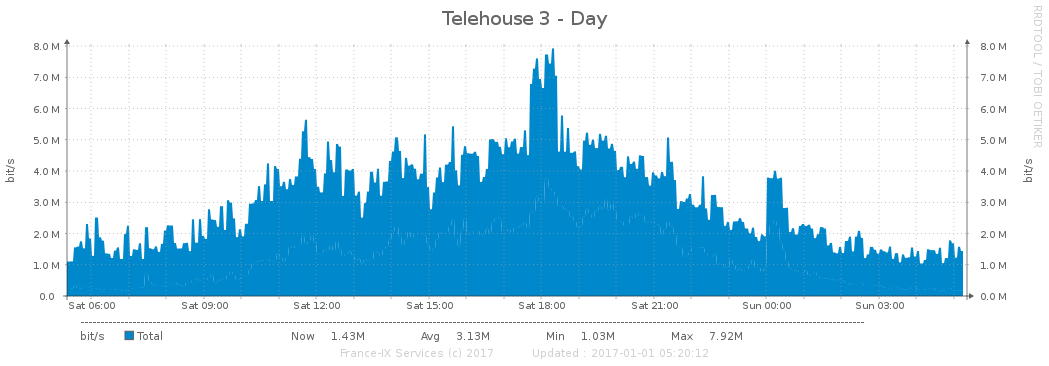 Telehouse 3 - Day
RRDTOOL / TOBI OETIKER
8.0 M 8.0 M
7.0 M 7.0 M
6.0 M 6.0 M
5.0 M 5.0 M
4.0 M 4.0 M
3.0 M 3.0 M
2.0 M 2.0 M
1.0 M 1.0 M
0.0 0.0 M
bit/s bit/s
Sat 06:00 Sat 09:00 Sat 12:00 Sat 15:00 Sat 18:00 Sat 21:00 Sun 00:00 Sun 03:00
bit/s Total Now 1.43M Avg 3.13M Min 1.03M Max 7.92M
France-IX Services (c) 2017 Updated : 2017-01-01 05:20:12